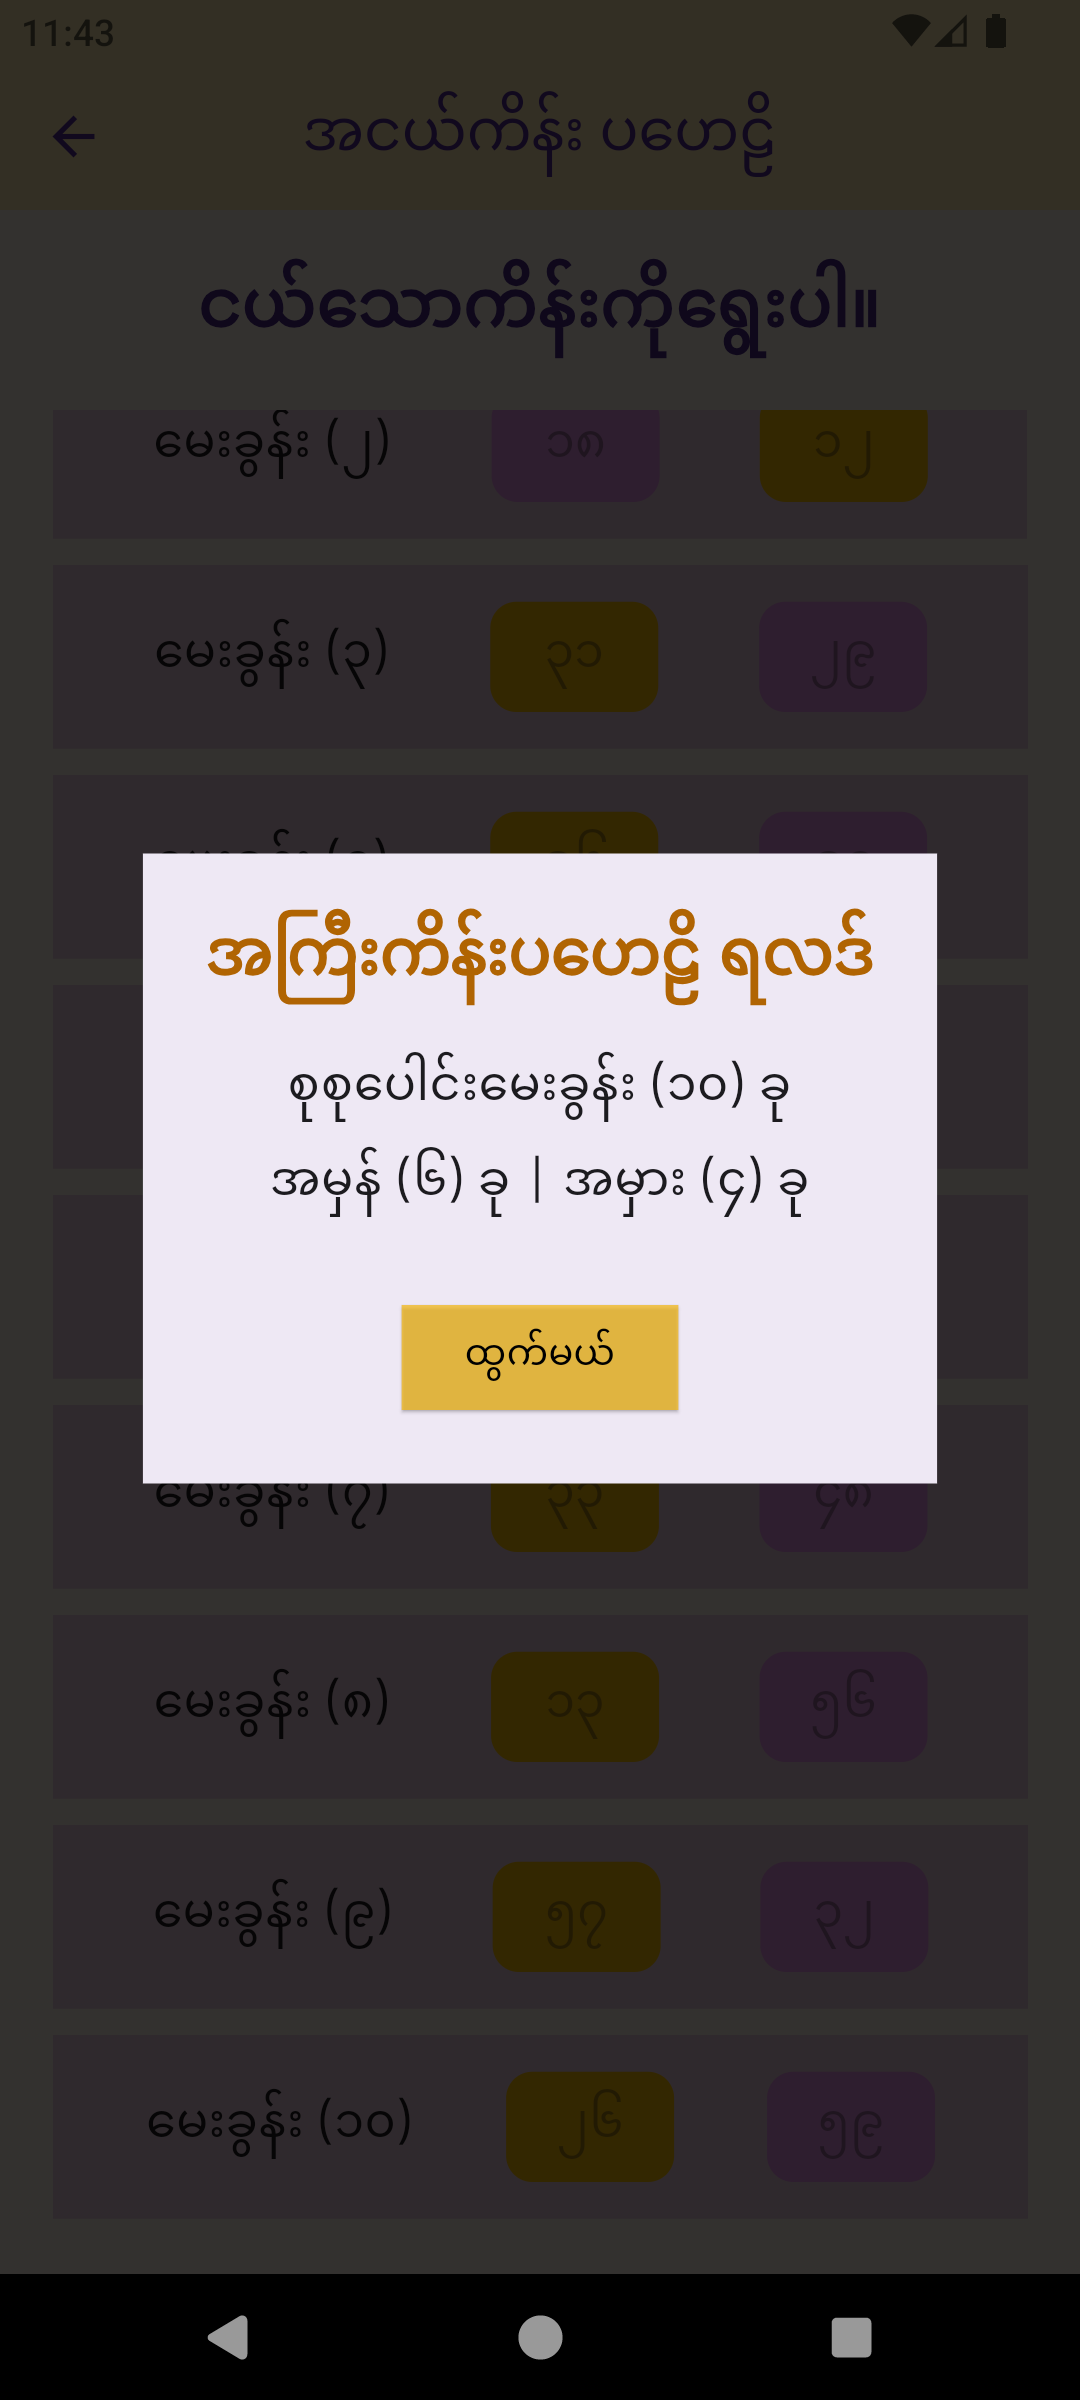 11:43
အငယ်ကိန်း ပဟေဠိ
ငယ်သောကိန်းကိုရွေးပါ။
မေးခွန်း (၂) ၁၈ ၁၂
မေးခွန်း (၃) ၃၁ ၂၉
အကြီးကိန်းပဟေဠိ ရလဒ်
စုစုပေါင်းမေးခွန်း (၁၀) ခု
အမှန် (၆) ခု | အမှား (၄) ခု
ထွက်မယ်
မေးခွန်း (၇) ၃၃ ၄၈
မေးခွန်း (၈) ၁၃ ၅၆
မေးခွန်း (၉) ၅၇ ၃၂
မေးခွန်း (၁၀) ၂၆ ၅၉